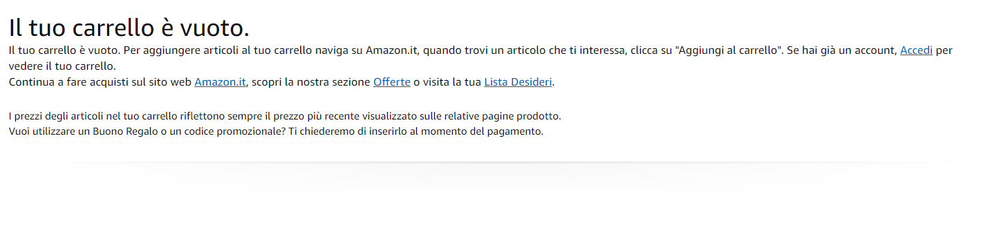 Il tuo carrello è vuoto.
Il tuo carrello è vuoto. Per aggiungere articoli al tuo carrello naviga su Amazon.it, quando trovi un articolo che ti interessa, clicca su "Aggiungi al carrello". Se hai già un account, Accedi per
vedere il tuo carrello.
Continua a fare acquisti sul sito web Amazon.it, scopri la nostra sezione Offerte o visita la tua Lista Desideri.
I prezzi degli articoli nel tuo carrello riflettono sempre il prezzo più recente visualizzato sulle relative pagine prodotto.
Vuoi utilizzare un Buono Regalo o un codice promozionale? Ti chiederemo di inserirlo al momento del pagamento.